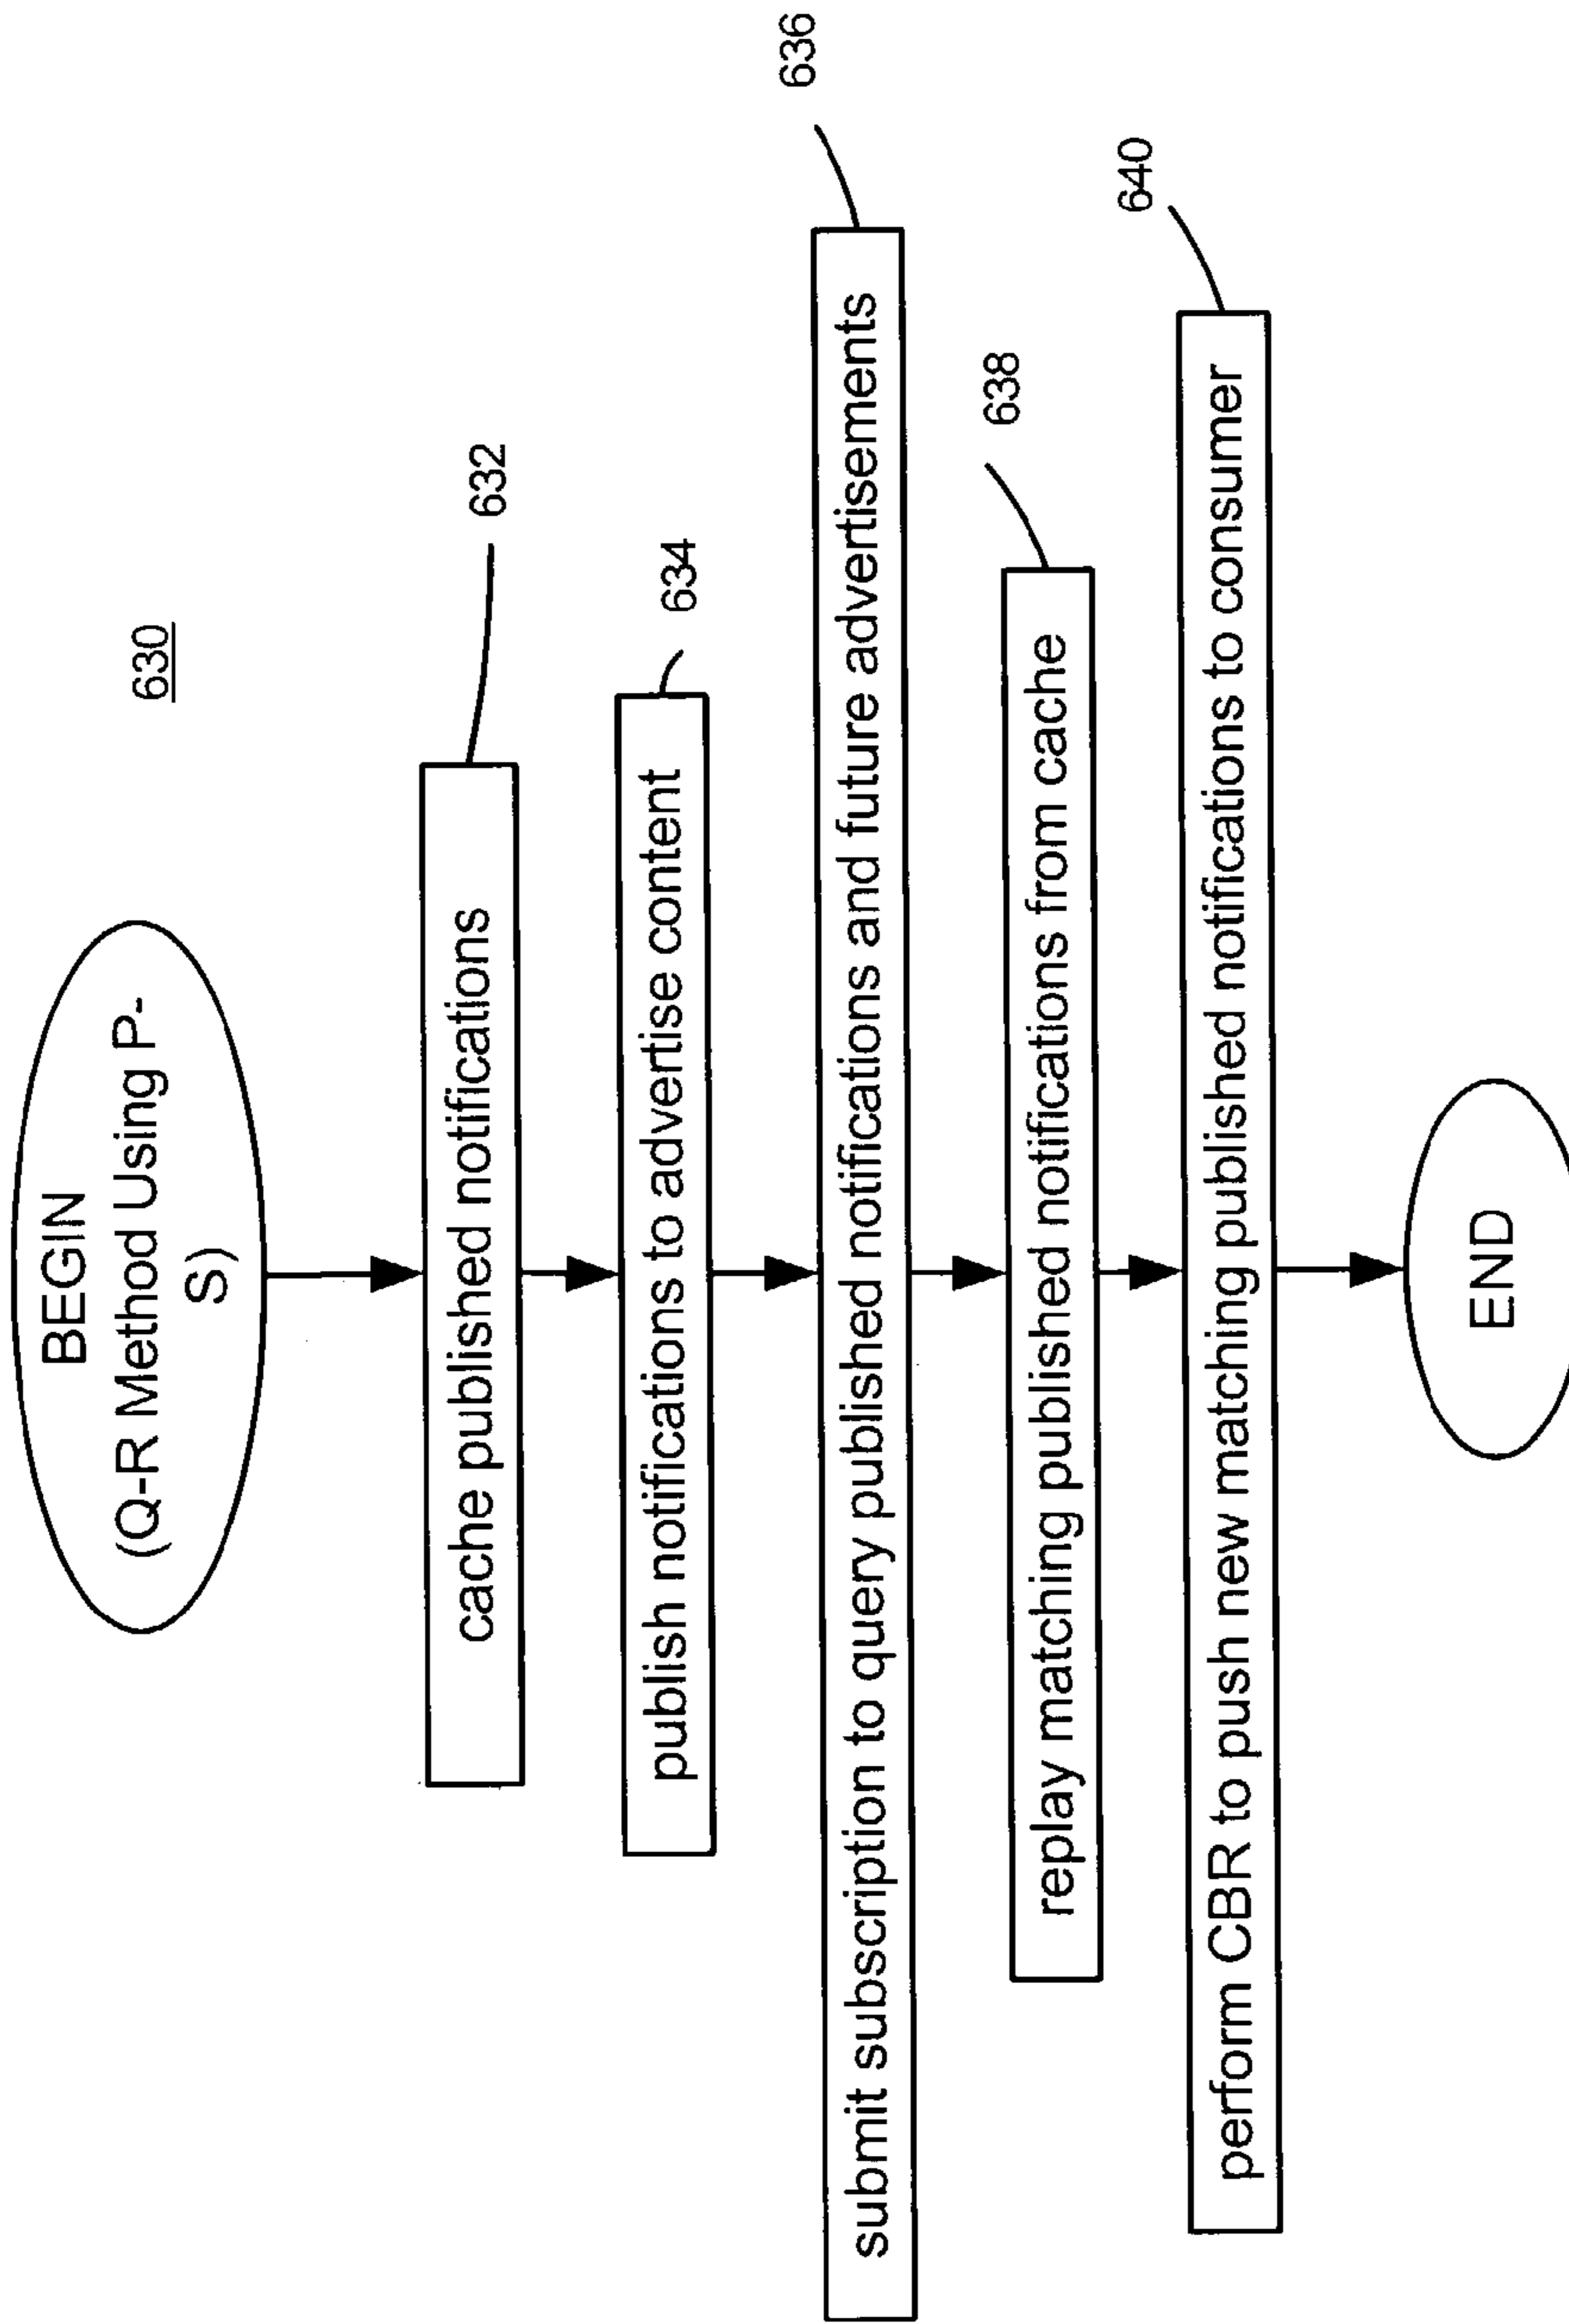 630
BEGIN
(Q-R Method Using P-
S)
cache published notifications
632
publish notifications to advertise content
634
submit subscription to query published notifications and future advertisements
636
replay matching published notifications from cache
638
perform CBR to push new matching published notifications to consumer
640
END